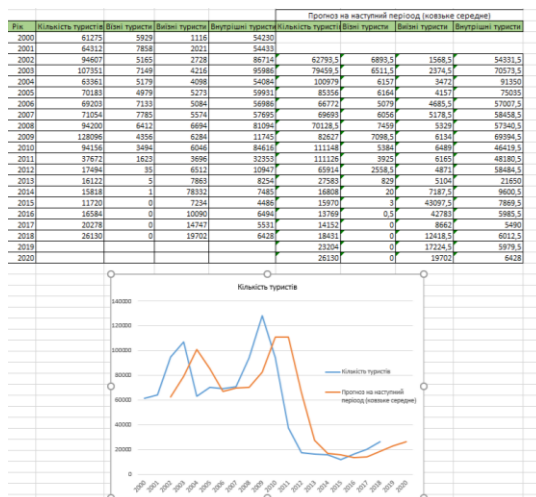 Прогноз на наступний періоод (ковзьке середнє)
Рік Кількість туристів Візні туристи Виїзні туристи Внутрішні туристи Кількість туристів Візні туристи Виїзні туристи Внутрішні туристи
2000 61275 5929 1116 54230
2001 64312 7858 2021 54433
2002 94607 5165 2728 86714 62793,5 6893,5 1568,5 54331,5
2003 107351 7149 4216 95986 79459,5 6511,5 2374,5 70573,5
2004 63361 5179 4098 54084 100979 6157 3472 91350
2005 70183 4979 5273 59931 85356 6164 4157 75035
2006 69203 7133 5084 56986 66772 5079 4685,5 57007,5
2007 71054 7785 5574 57695 69693 6056 5178,5 58458,5
2008 94200 6412 6694 81094 70128,5 7459 5329 57340,5
2009 128096 4356 6284 11745 82627 7098,5 6134 69394,5
2010 94156 3494 6046 84616 111148 5384 6489 46419,5
2011 37672 1623 3696 32353 111126 3925 6165 48180,5
2012 17494 35 6512 10947 65914 2558,5 4871 58484,5
2013 16122 5 7863 8254 27583 829 5104 21650
2014 15818 1 78332 7485 16808 20 7187,5 9600,5
2015 11720 0 7234 4486 15970 3 43097,5 7869,5
2016 16584 0 10090 6494 13769 0,5 42783 5985,5
2017 20278 0 14747 5531 14152 0 8662 5490
2018 26130 0 19702 6428 18431 0 12418,5 6012,5
2019 23204 0 17224,5 5979,5
2020 26130 0 19702 6428
Кількість туристів
140000
120000
100000
80000
60000
40000
20000
0
Кількість туристів
Прогноз на наступний
періоод (ковзьке середнє)
2000 2001 2002 2003 2004 2005 2006 2007 2008 2009 2010 2011 2012 2013 2014 2015 2016 2017 2018 2019 2020